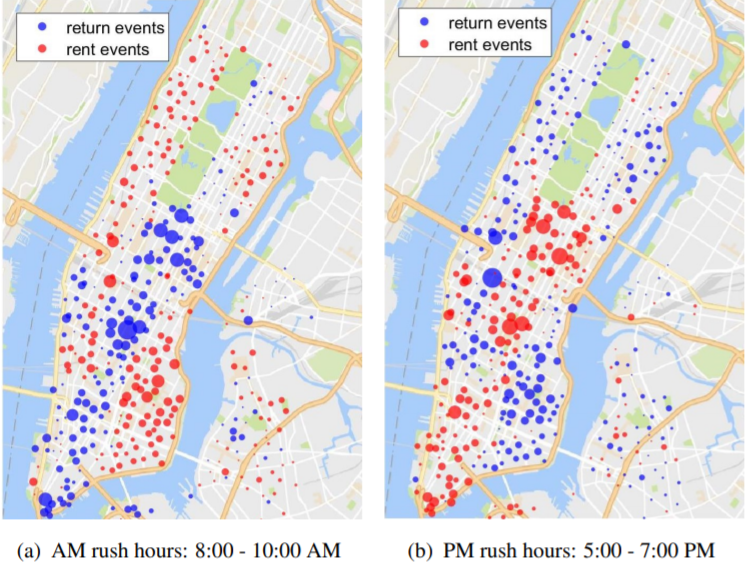 return events
rent events
return events
rent events
(a) AM rush hours: 8:00 - 10:00 AM
(b) PM rush hours: 5:00 - 7:00 PM